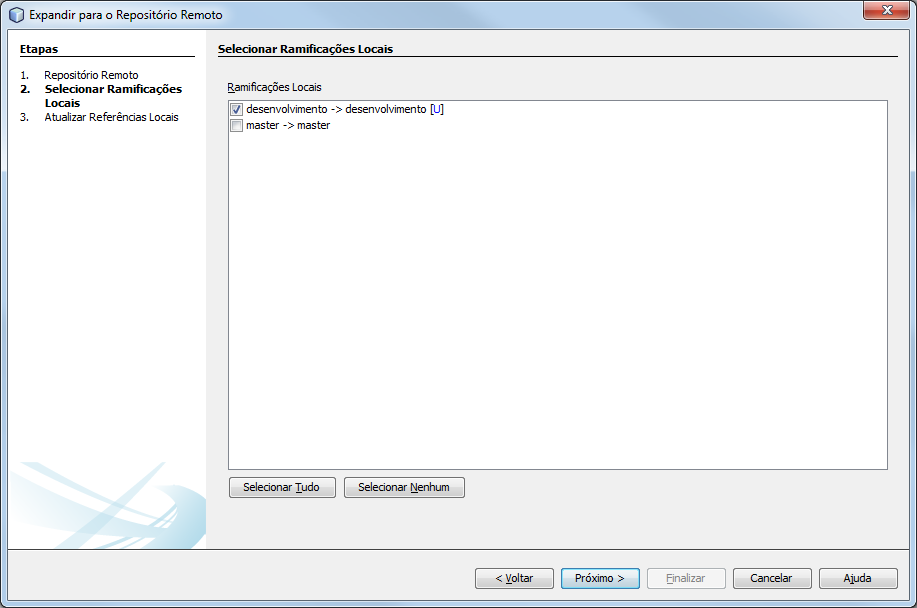 Expandir para o Repositório Remoto
Etapas
1. Repositório Remoto
2. Selecionar Ramificações
Locais
3. Atualizar Referências Locais
Selecionar Ramificações Locais
Ramificações Locais
desenvolvimento -> desenvolvimento [U]
master -> master
Selecionar Tudo
Selecionar Nenhum
< Voltar
Próximo >
Finalizar
Cancelar
Ajuda